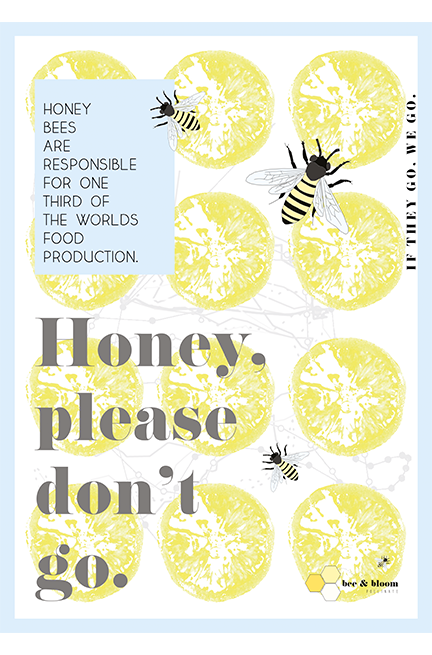 HONEY
BEES
ARE
RESPONSIBLE
FOR ONE
THIRD OF
THE WORLDS
FOOD
PRODUCTION.
IF THEY GO. WE GO.
Honey,
please
don't
go.
bee & bloom